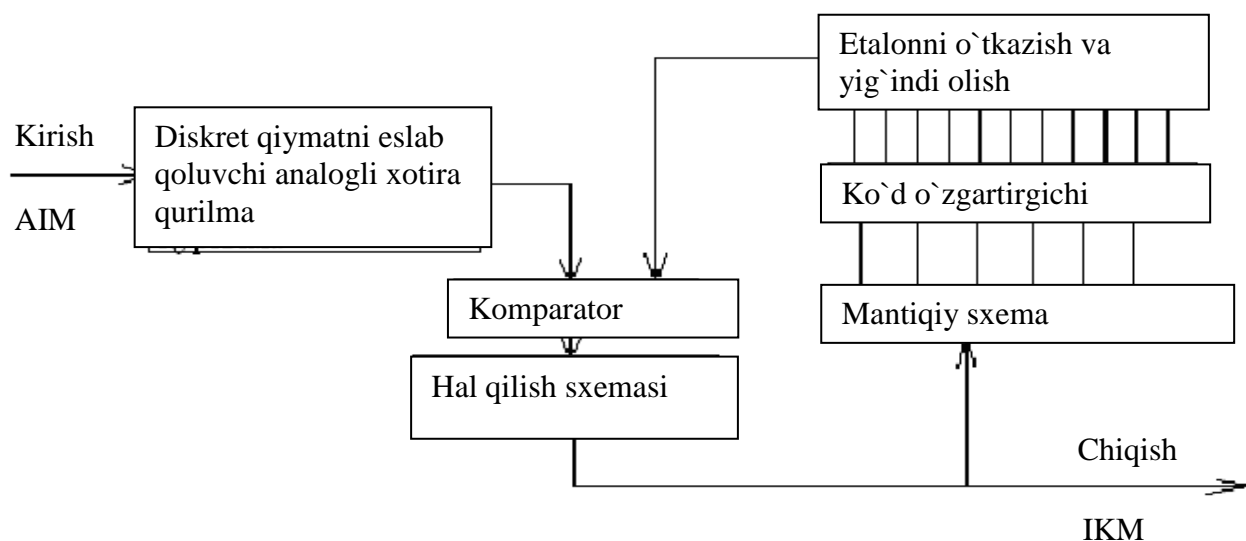 Etalonni o`tkazish va
yig`indi olish
Kirish
AIM
Diskret qiymatni eslab
qoluvchi analogli xotira
qurilma
Ko`d o`zgartirgichi
Komparator
Mantiqiy sxema
Hal qilish sxemasi
Chiqish
IKM